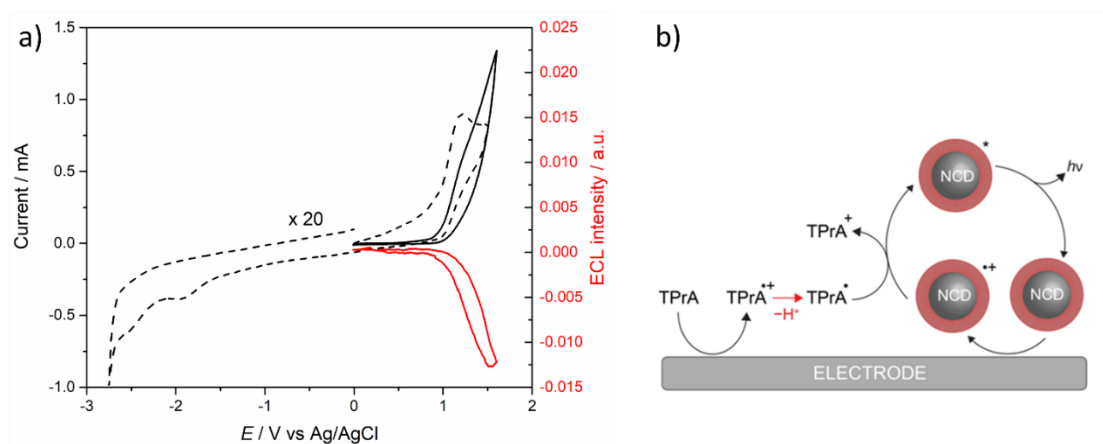 a)
1.5
1.0
0.5
0.0
-0.5
-1.0
Current / mA
x 20
0.025
0.020
0.015
0.010
0.005
0.000
-0.005
-0.010
-0.015
ECL intensity / a.u.
-3 -2 -1 0 1 2
E / V vs Ag/AgCl
b)
NCD *
hν
TPrA+
TPrA TPrA•+ −H+ TPrA• NCD •+ NCD
ELECTRODE